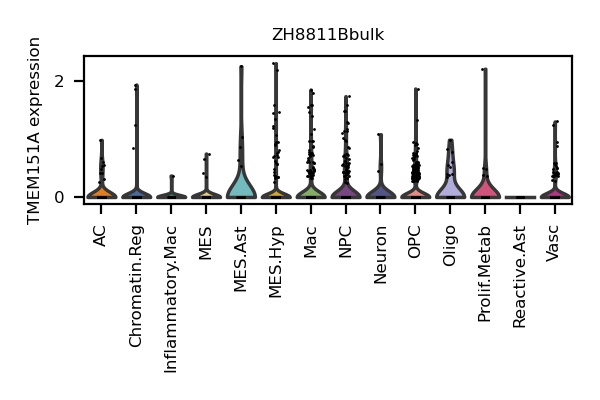 ZH8811Bbulk
TMEM151A expression
2
0
AC
Chromatin.Reg
Inflammatory.Mac
MES
MES.Ast
MES.Hyp
Mac
NPC
Neuron
OPC
Oligo
Prolif.Metab
Reactive.Ast
Vasc